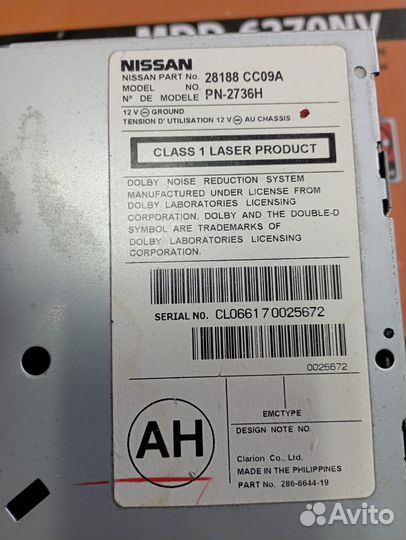 MDD-6270NV
NISSAN
NISSAN PART No. 28188 CC09A
MODEL NO.
N° DE MODELE PN-2736H
12 V ⊖ GROUND
TENSION D' UTILISATION 12 V ⊖ AU CHASSIS
CLASS 1 LASER PRODUCT
DOLBY NOISE REDUCTION SYSTEM
MANUFACTURED UNDER LICENSE FROM
DOLBY LABORATORIES LICENSING
CORPORATION. DOLBY AND THE DOUBLE-D
SYMBOL ARE TRADEMARKS OF
DOLBY LABORATORIES LICENSING
CORPORATION.
SERIAL NO. CL066170025672
0025672
AH
EMCTYPE
DESIGN NOTE NO.
Clarion Co., Ltd.
MADE IN THE PHILIPPINES
PART NO. 286-6644-19
Avito